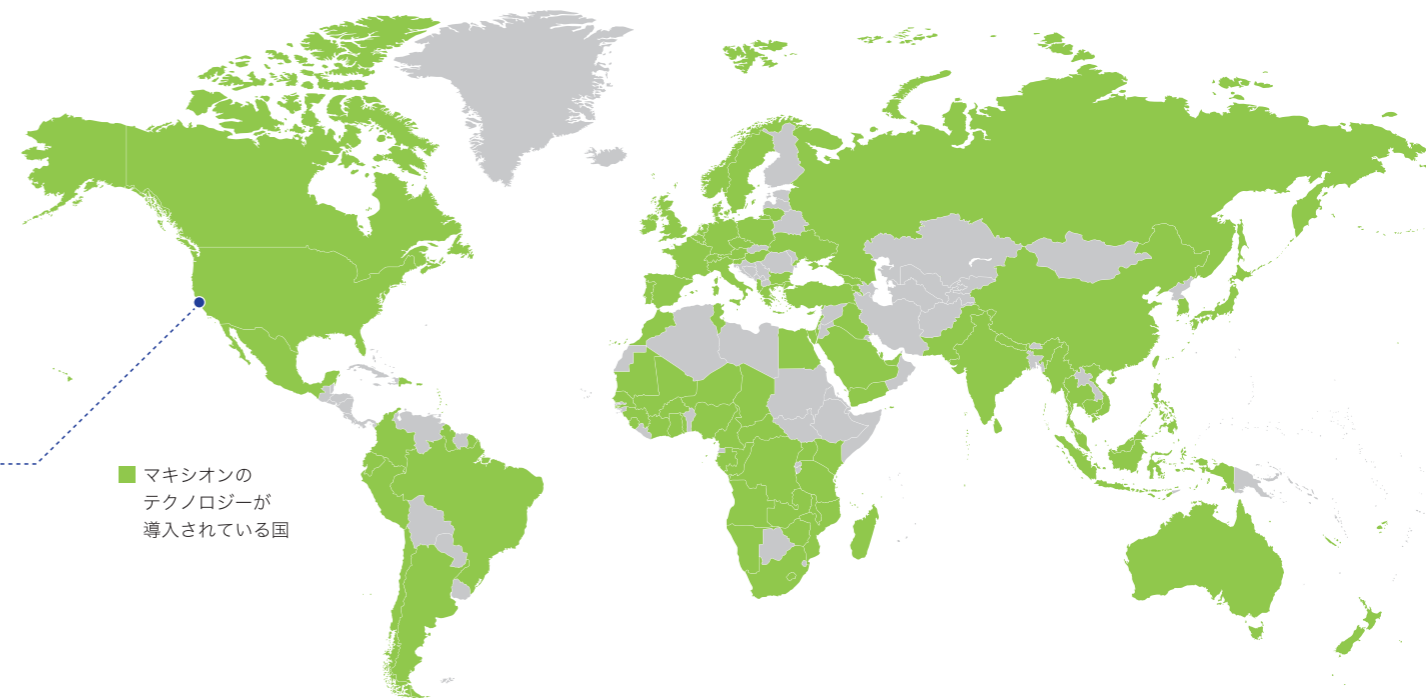 マキシオンの
テクノロジーが
導入されている国